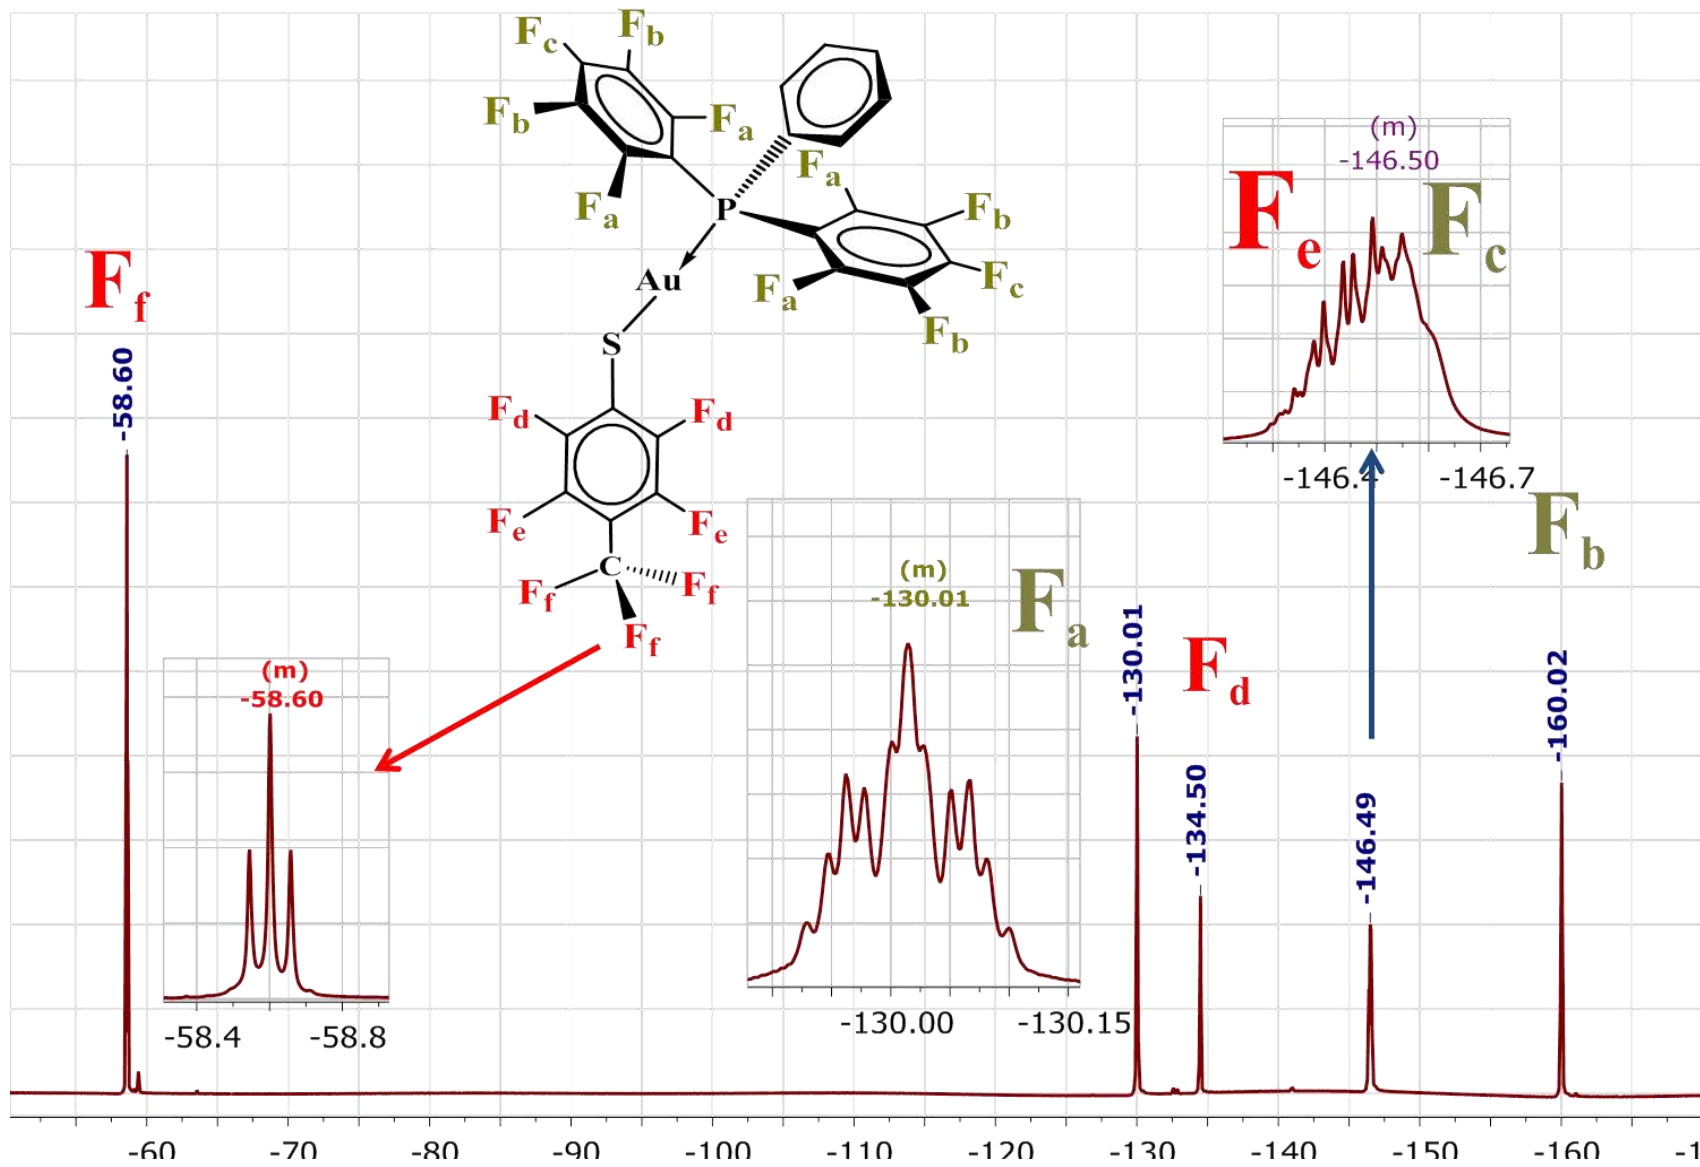 Fc Fb
Fb Fa
Fa
P
Fa Fb
Fa Fc
Fb
Au
S
Fd Fd
Fe Fe
C
Ff Ff
Ff
Ff
-58.60
(m)
-58.60
-58.4 -58.8
(m)
-130.01
Fa
-130.00 -130.15
-130.01
Fd
-134.50
(m)
-146.50
Fe Fc
-146.4 -146.7
-146.49
Fb
-160.02
-60 -70 -80 -90 -100 -110 -120 -130 -140 -150 -160